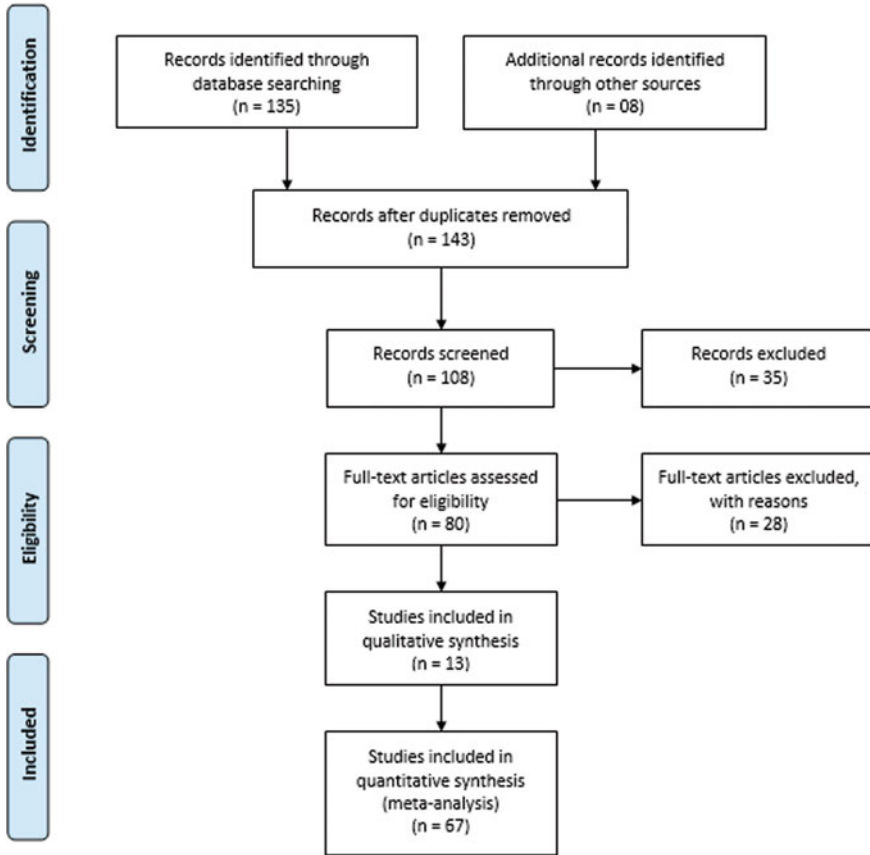 Identification
Records identified through
database searching
(n = 135)
Additional records identified
through other sources
(n = 08)
Records after duplicates removed
(n = 143)
Screening
Records screened
(n = 108)
Records excluded
(n = 35)
Eligibility
Full-text articles assessed
for eligibility
(n = 80)
Full-text articles excluded,
with reasons
(n = 28)
Studies included in
qualitative synthesis
(n = 13)
Included
Studies included in
quantitative synthesis
(meta-analysis)
(n = 67)